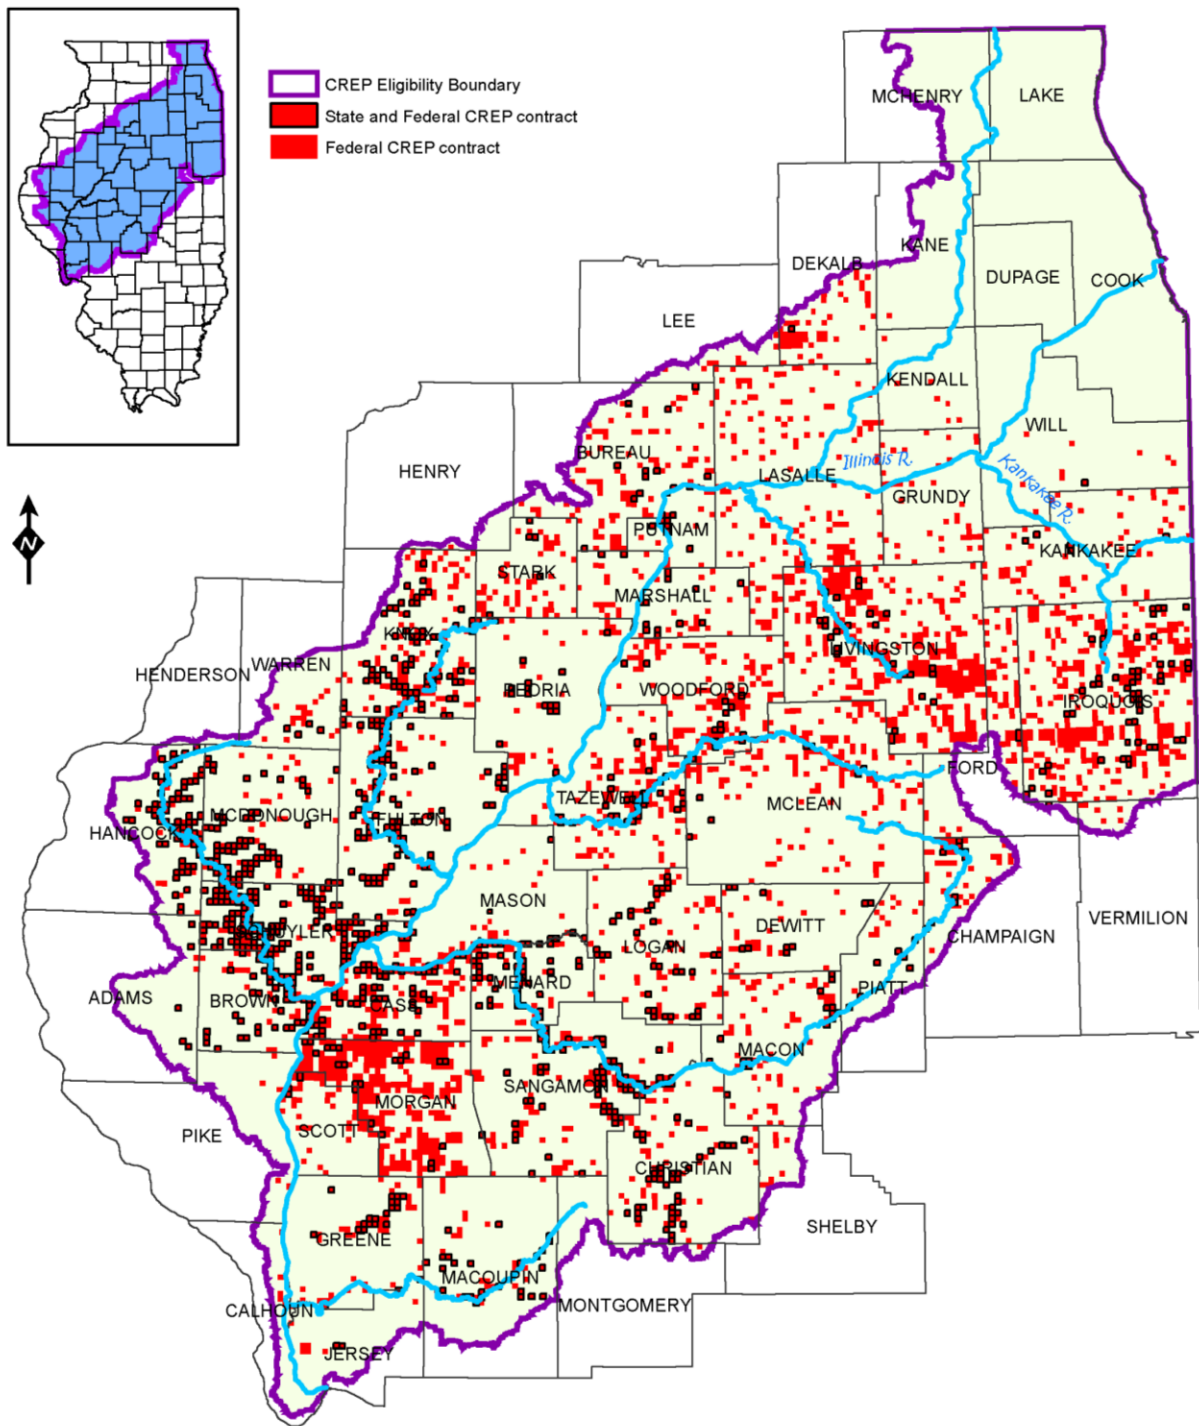 CREP Eligibility Boundary
State and Federal CREP contract
Federal CREP contract
MCHENRY
LAKE
KANE
DEKALB
DUPAGE
COOK
LEE
KENDALL
WILL
BUREAU
HENRY
LASALLE
Illinois R.
Kankakee R.
GRUNDY
PUTNAM
KANKAKEE
STARK
MARSHALL
KNOX
LIVINGSTON
WARREN
HENDERSON
PEORIA
WOODFORD
IROQUOIS
FORD
TAZEWELL
MCLEAN
MCDONOUGH
FULTON
HANCOCK
MASON
VERMILION
DEWITT
SCHUYLER
CHAMPAIGN
LOGAN
MENARD
PIATT
ADAMS
BROWN
CASS
MACON
SANGAMON
MORGAN
SCOTT
PIKE
CHRISTIAN
SHELBY
GREENE
MACOUPIN
CALHOUN
MONTGOMERY
JERSEY
N